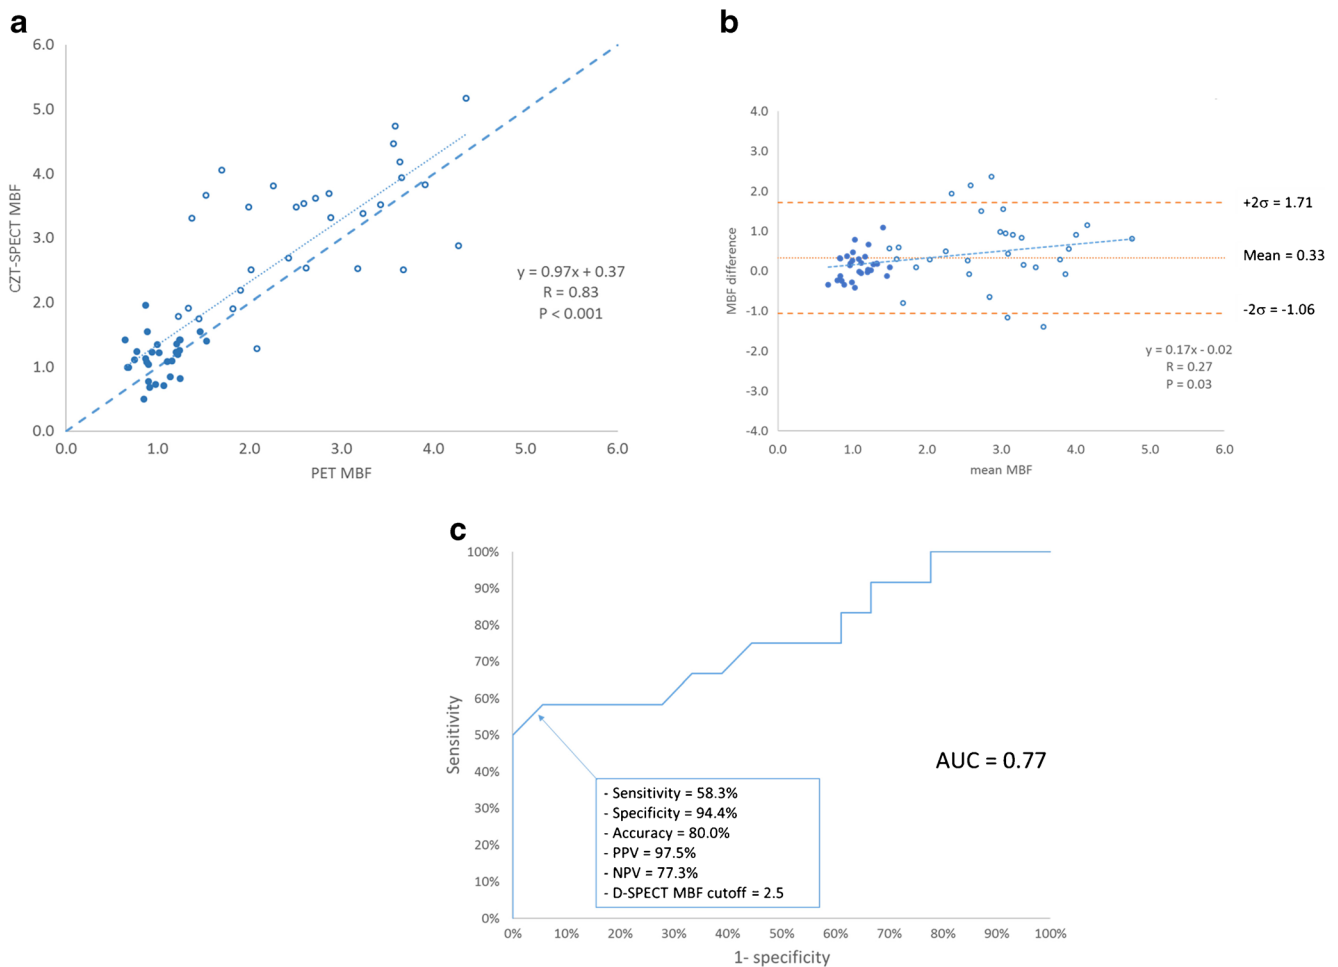 a
6.0
5.0
4.0
3.0
2.0
1.0
0.0
CZT-SPECT MBF
y = 0.97x + 0.37
R = 0.83
P < 0.001
0.0 1.0 2.0 3.0 4.0 5.0 6.0
PET MBF
b
4.0
3.0
2.0
1.0
0.0
-1.0
-2.0
-3.0
-4.0
MBF difference
+2σ = 1.71
Mean = 0.33
-2σ = -1.06
y = 0.17x - 0.02
R = 0.27
P = 0.03
0.0 1.0 2.0 3.0 4.0 5.0 6.0
mean MBF
c
100%
90%
80%
70%
60%
50%
40%
30%
20%
10%
0%
Sensitivity
AUC = 0.77
- Sensitivity = 58.3%
- Specificity = 94.4%
- Accuracy = 80.0%
- PPV = 97.5%
- NPV = 77.3%
- D-SPECT MBF cutoff = 2.5
0% 10% 20% 30% 40% 50% 60% 70% 80% 90% 100%
1- specificity